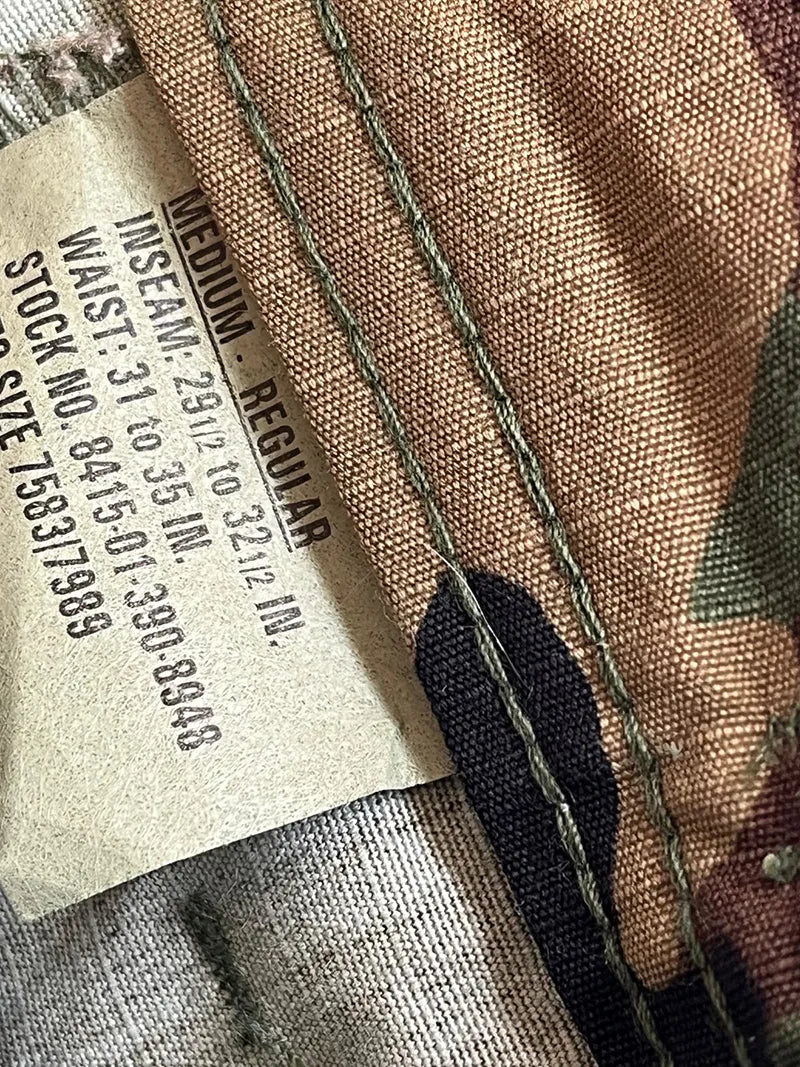 MEDIUM - REGULAR
INSEAM: 29 1/2 to 32 1/2 IN.
WAIST: 31 to 35 IN.
STOCK NO. 8415-01-390-8948
SIZE 7583/7989